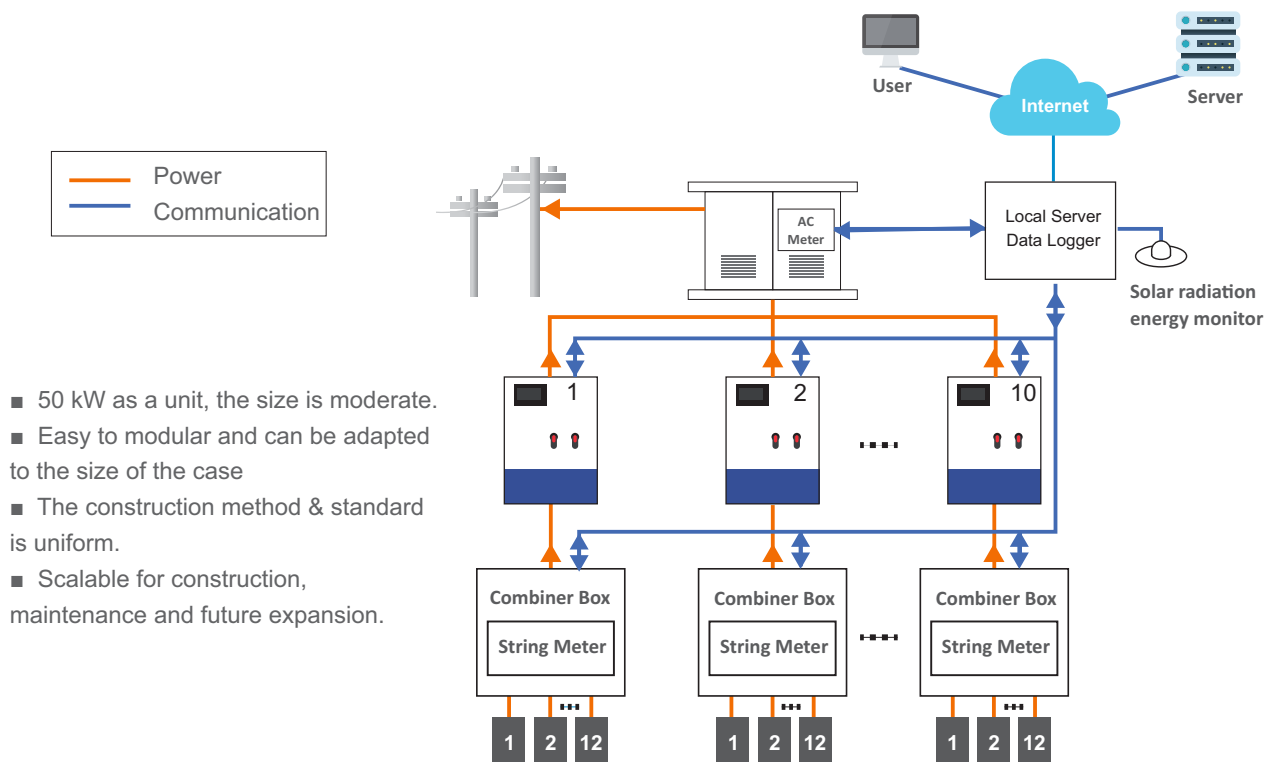 User
Internet
Server
Power
Communication
AC
Meter
Local Server
Data Logger
Solar radiation
energy monitor
1
2
10
■ 50 kW as a unit, the size is moderate.
■ Easy to modular and can be adapted
to the size of the case
■ The construction method & standard
is uniform.
■ Scalable for construction,
maintenance and future expansion.
Combiner Box
String Meter
Combiner Box
String Meter
Combiner Box
String Meter
1 2 12
1 2 12
1 2 12